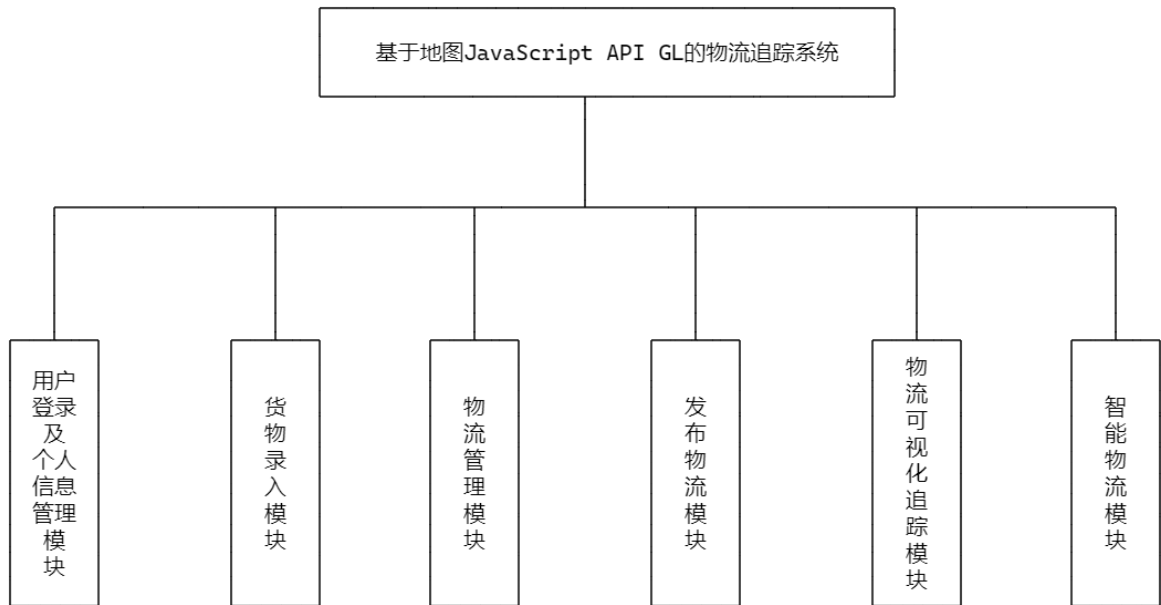 基于地图JavaScript API GL的物流追踪系统
用户
登录
及
个人
信息
管理
模
块
货
物
录
入
模
块
物
流
管
理
模
块
发
布
物
流
模
块
物
流
可
视
化
追
踪
模
块
智
能
物
流
模
块